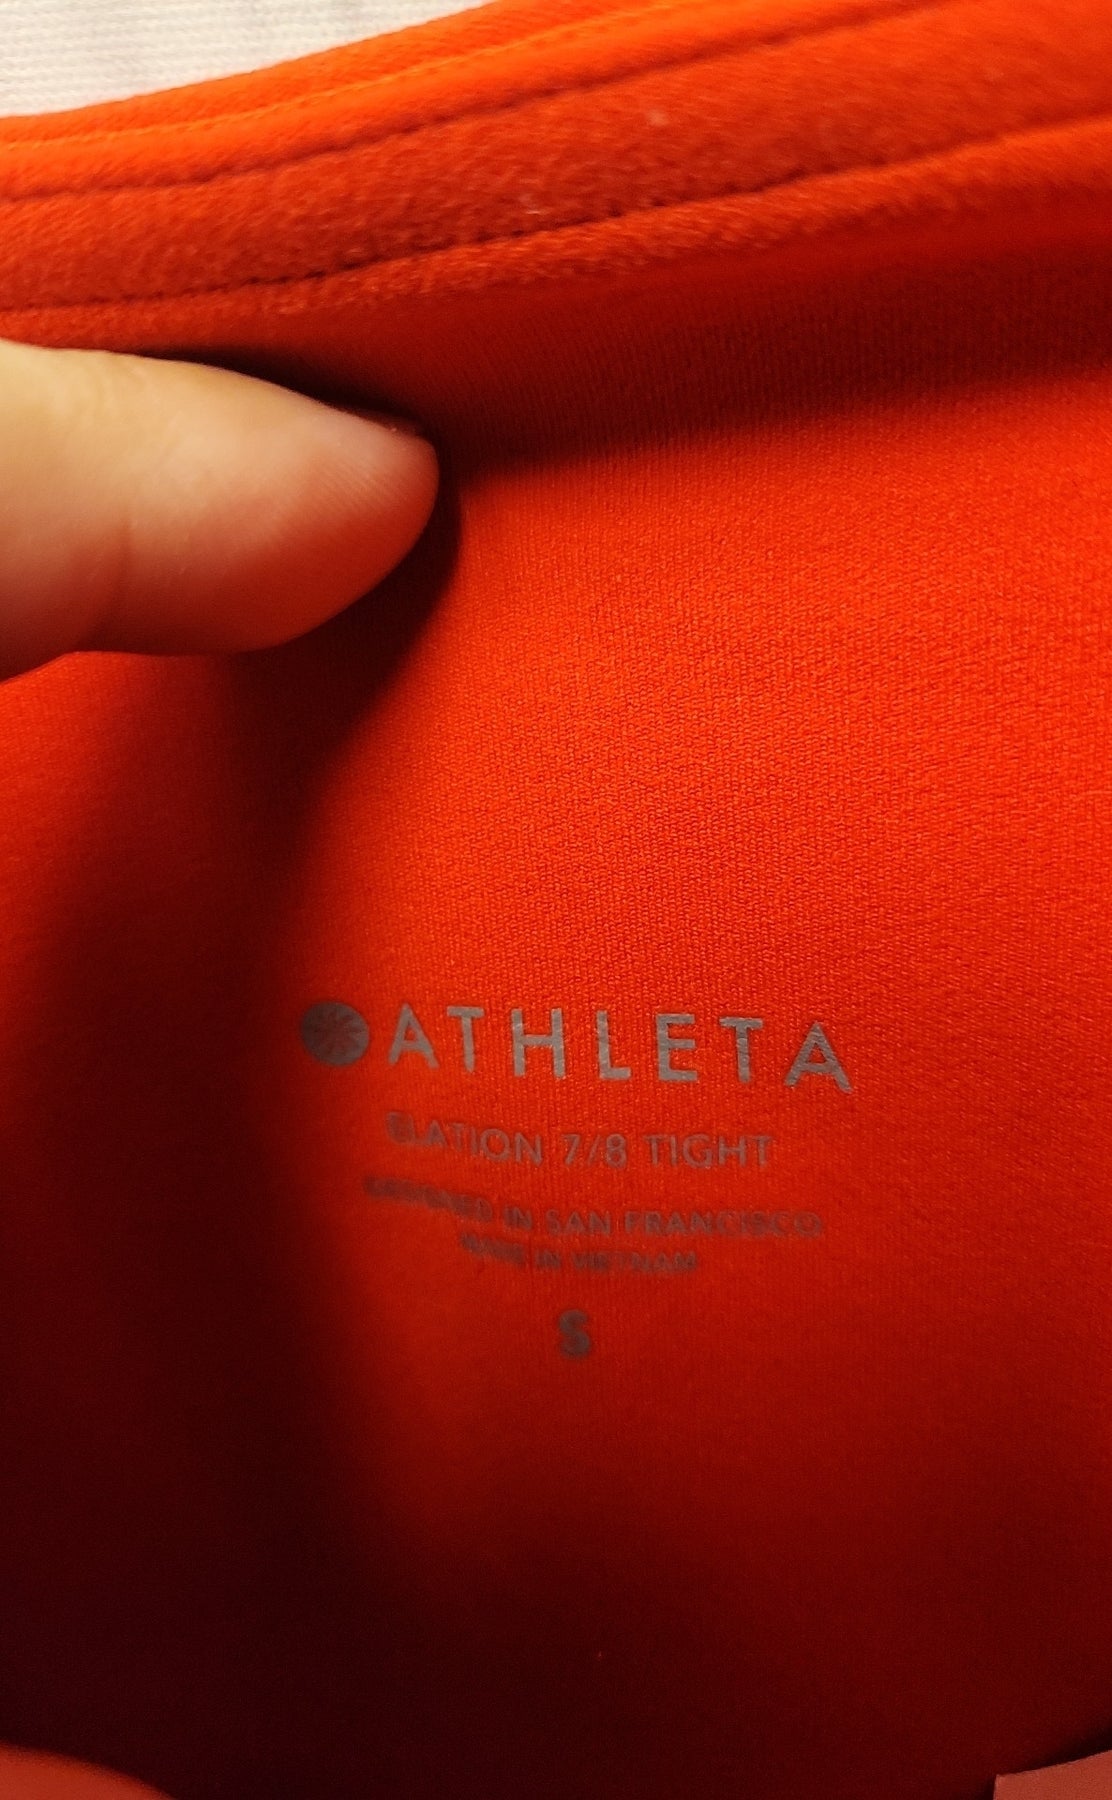 ATHLETA
ELATION 7/8 TIGHT
DESIGNED IN SAN FRANCISCO.
MADE IN VIETNAM
S